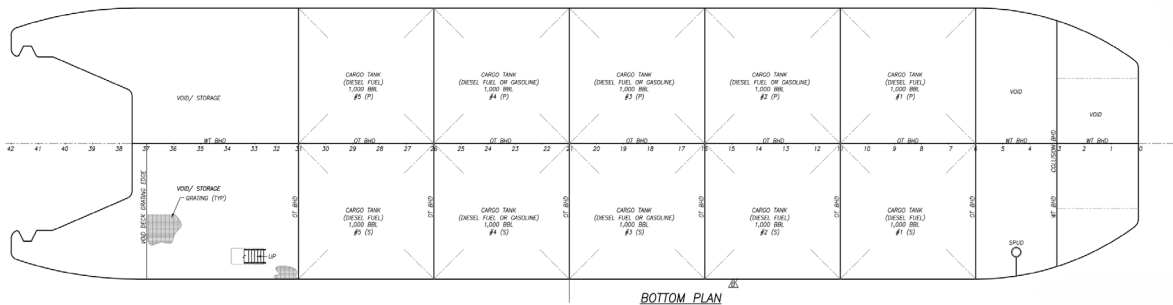 CARGO TANK
(DIESEL FUEL)
1,000 BBL
#5 (P)
CARGO TANK
(DIESEL FUEL OR GASOLINE)
1,000 BBL
#4 (P)
CARGO TANK
(DIESEL FUEL OR GASOLINE)
1,000 BBL
#3 (P)
CARGO TANK
(DIESEL FUEL OR GASOLINE)
1,000 BBL
#2 (P)
CARGO TANK
(DIESEL FUEL)
1,000 BBL
#1 (P)
VOID/ STORAGE
VOID
VOID
WT BHD
OT BHD
OT BHD
OT BHD
OT BHD
OT BHD
WT BHD
WT BHD
42 41 40 39 38 37 36 35 34 33 32 31 30 29 28 27 26 25 24 23 22 21 20 19 18 17 16 15 14 13 12 11 10 9 8 7 6 5 4 3 2 1 0
COLLISION BHD
WT BHD
VOID DECK GRATING EDGE
VOID/ STORAGE
GRATING (TYP)
OT BHD
OT BHD
OT BHD
OT BHD
OT BHD
OT BHD
CARGO TANK
(DIESEL FUEL)
1,000 BBL
#5 (S)
CARGO TANK
(DIESEL FUEL OR GASOLINE)
1,000 BBL
#4 (S)
CARGO TANK
(DIESEL FUEL OR GASOLINE)
1,000 BBL
#3 (S)
CARGO TANK
(DIESEL FUEL)
1,000 BBL
#2 (S)
CARGO TANK
(DIESEL FUEL)
1,000 BBL
#1 (S)
SPUD
UP
BOTTOM PLAN